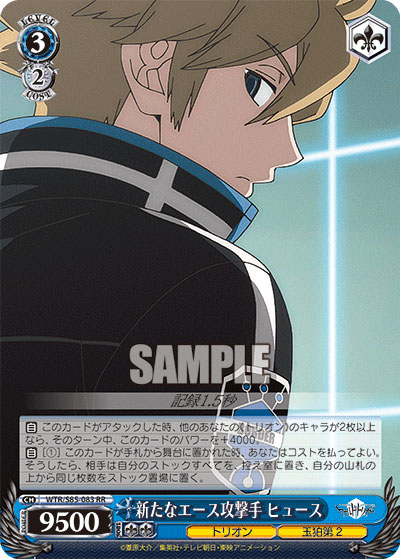 LEVEL
3
2
COST
SAMPLE
記録1.5秒
このカードがアタックした時、他のあなたの《トリオン》のキャラが2枚以上
なら、そのターン中、このカードのパワーを+4000。
[①] このカードが手札から舞台に置かれた時、あなたはコストを払ってよい。
そうしたら、相手は自分のストックすべてを、控え室に置き、自分の山札の
上から同じ枚数をストック置場に置く。
CH WTR/S85-083 RR
9500
新たなエース攻撃手 ヒュース
トリオン
玉狛第2
©葦原大介/集英社・テレビ朝日・東映アニメーション